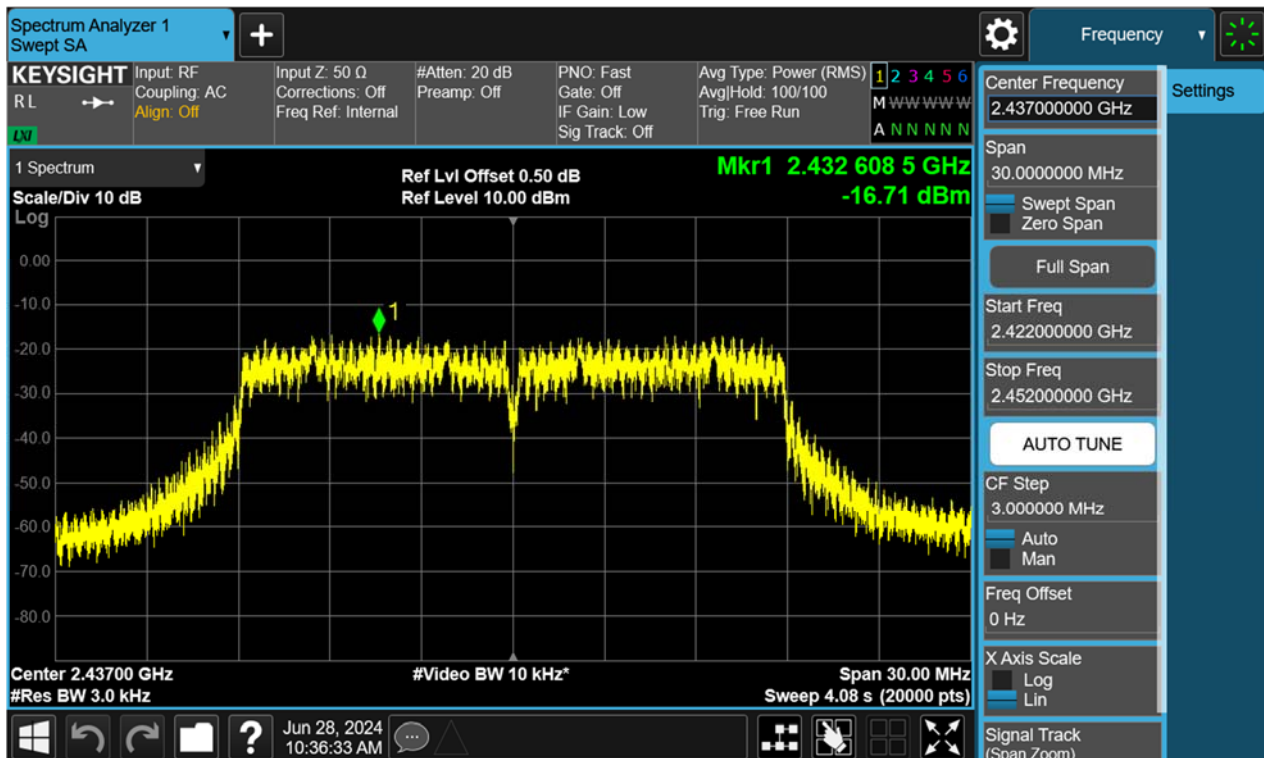 Spectrum Analyzer 1
Swept SA
+
Frequency
KEYSIGHT
RL
LXI
Input: RF
Coupling: AC
Align: Off
Input Z: 50 Ω
Corrections: Off
Freq Ref: Internal
#Atten: 20 dB
Preamp: Off
PNO: Fast
Gate: Off
IF Gain: Low
Sig Track: Off
Avg Type: Power (RMS)
Avg|Hold: 100/100
Trig: Free Run
1 2 3 4 5 6
M W W W W W
A N N N N N
1 Spectrum
Scale/Div 10 dB
Log
Ref Lvl Offset 0.50 dB
Ref Level 10.00 dBm
Mkr1 2.432 608 5 GHz
-16.71 dBm
1
0.00
-10.0
-20.0
-30.0
-40.0
-50.0
-60.0
-70.0
-80.0
Center 2.43700 GHz
#Res BW 3.0 kHz
#Video BW 10 kHz*
Span 30.00 MHz
Sweep 4.08 s (20000 pts)
Center Frequency
2.437000000 GHz
Settings
Span
30.0000000 MHz
Swept Span
Zero Span
Full Span
Start Freq
2.422000000 GHz
Stop Freq
2.452000000 GHz
AUTO TUNE
CF Step
3.000000 MHz
Auto
Man
Freq Offset
0 Hz
X Axis Scale
Log
Lin
Signal Track
(Span Zoom)
?
Jun 28, 2024
10:36:33 AM